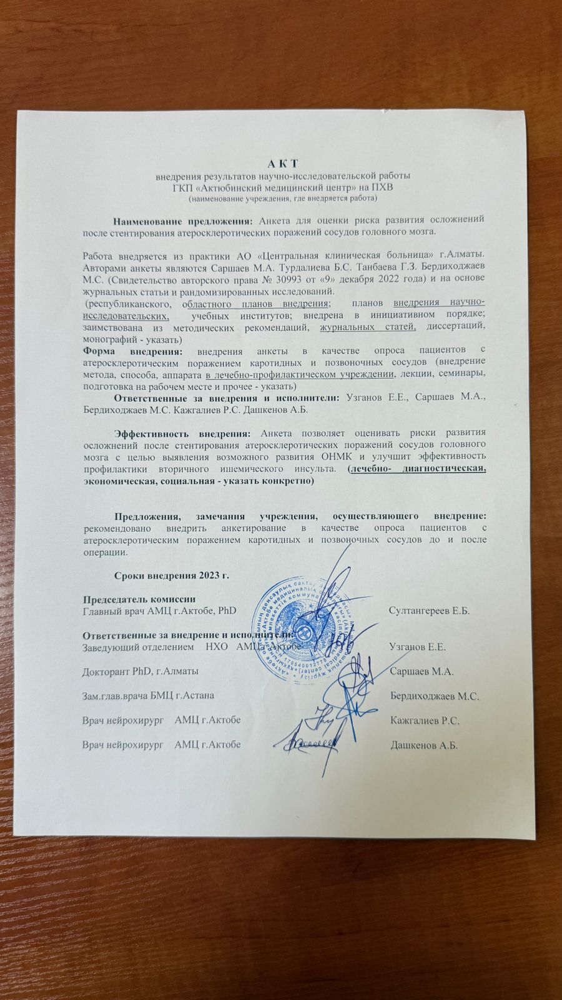 А К Т
внедрения результатов научно-исследовательской работы
ГКП «Актюбинский медицинский центр» на ПХВ
(наименование учреждения, где внедряется работа)
Наименование предложения: Анкета для оценки риска развития осложнений
после стентирования атеросклеротических поражений сосудов головного мозга.
Работа внедряется из практики АО «Центральная клиническая больница» г.Алматы.
Авторами анкеты являются Саршаев М.А. Турдалиева Б.С. Танбаева Г.З. Бердиходжаев
М.С. (Свидетельство авторского права № 30993 от «9» декабря 2022 года) и на основе
журнальных статьи и рандомизированных исследований.
(республиканского, областного планов внедрения; планов внедрения научно-
исследовательских, учебных институтов; внедрена в инициативном порядке;
заимствована из методических рекомендаций, журнальных статей, диссертаций,
монографий - указать)
Форма внедрения: внедрения анкеты в качестве опроса пациентов с
атеросклеротическим поражением каротидных и позвоночных сосудов (внедрение
метода, способа, аппарата в лечебно-профилактическом учреждении, лекции, семинары,
подготовка на рабочем месте и прочее - указать)
Ответственные за внедрения и исполнители: Узганов Е.Е., Саршаев М.А.,
Бердиходжаев М.С. Кажгалиев Р.С. Дашкенов А.Б.
Эффективность внедрения: Анкета позволяет оценивать риски развития
осложнений после стентирования атеросклеротических поражений сосудов головного
мозга с целью выявления возможного развития ОНМК и улучшит эффективность
профилактики вторичного ишемического инсульта. (лечебно- диагностическая,
экономическая, социальная - указать конкретно)
Предложения, замечания учреждения, осуществляющего внедрение:
рекомендовано внедрить анкетирование в качестве опроса пациентов с
атеросклеротическим поражением каротидных и позвоночных сосудов до и после
операции.
Сроки внедрения 2023 г.
Председатель комиссии
Главный врач АМЦ г.Актобе, PhD Султангереев Е.Б.
Ответственные за внедрение и исполнители:
Заведующий отделением НХО АМЦ г.Актобе Узганов Е.Е.
Докторант PhD, г.Алматы Саршаев М.А.
Зам.глав.врача БМЦ г.Астана Бердиходжаев М.С.
Врач нейрохирург АМЦ г.Актобе Кажгалиев Р.С.
Врач нейрохирург АМЦ г.Актобе Дашкенов А.Б.